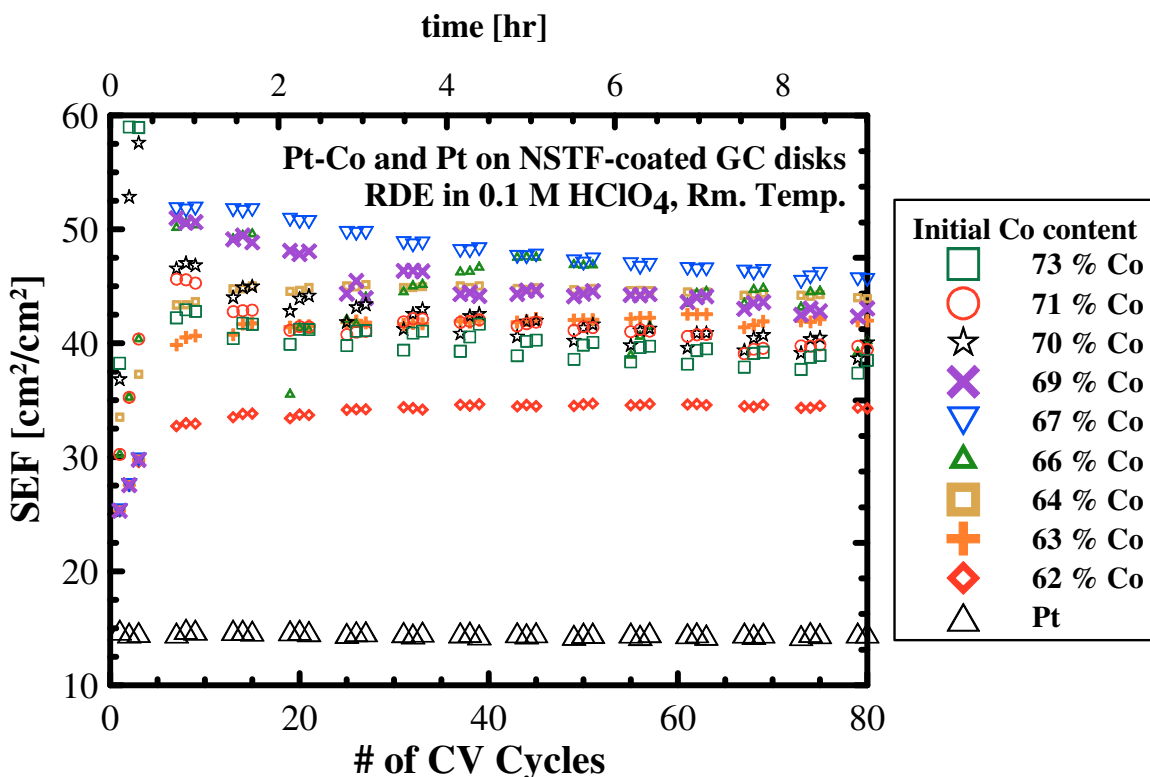 time [hr]
0 2 4 6 8
60
50
40
30
20
10
SEF [cm²/cm²]
Pt-Co and Pt on NSTF-coated GC disks
RDE in 0.1 M HClO₄, Rm. Temp.
0 20 40 60 80
# of CV Cycles
Initial Co content
73 % Co
71 % Co
70 % Co
69 % Co
67 % Co
66 % Co
64 % Co
63 % Co
62 % Co
Pt